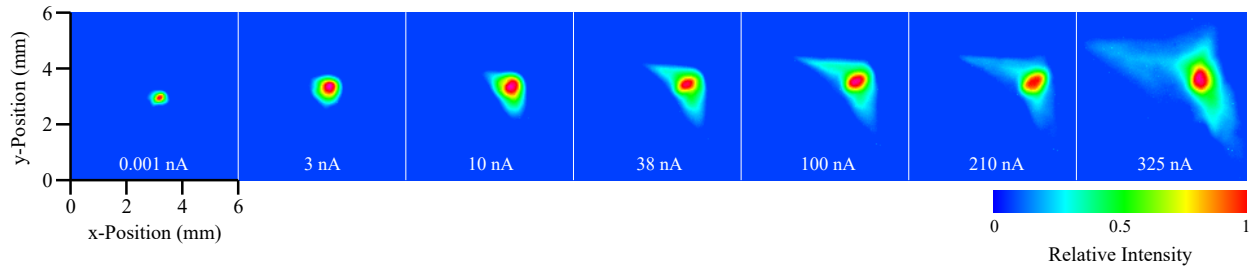 6
4
2
0
y-Position (mm)
0.001 nA
3 nA
10 nA
38 nA
100 nA
210 nA
325 nA
0
2
4
6
x-Position (mm)
0
0.5
1
Relative Intensity